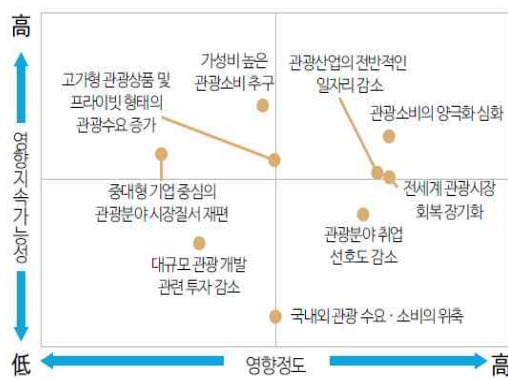 高
가성비 높은
관광소비 추구
관광산업의 전반적인
일자리 감소
고가형 관광상품 및
프라이빗 형태의
관광수요 증가
관광소비의 양극화 심화
영향지속가능성
중대형 기업 중심의
관광분야 시장질서 재편
전세계 관광시장
회복 장기화
관광분야 취업
선호도 감소
대규모 관광 개발
관련 투자 감소
국내외 관광 수요 · 소비의 위축
低
영향정도
高